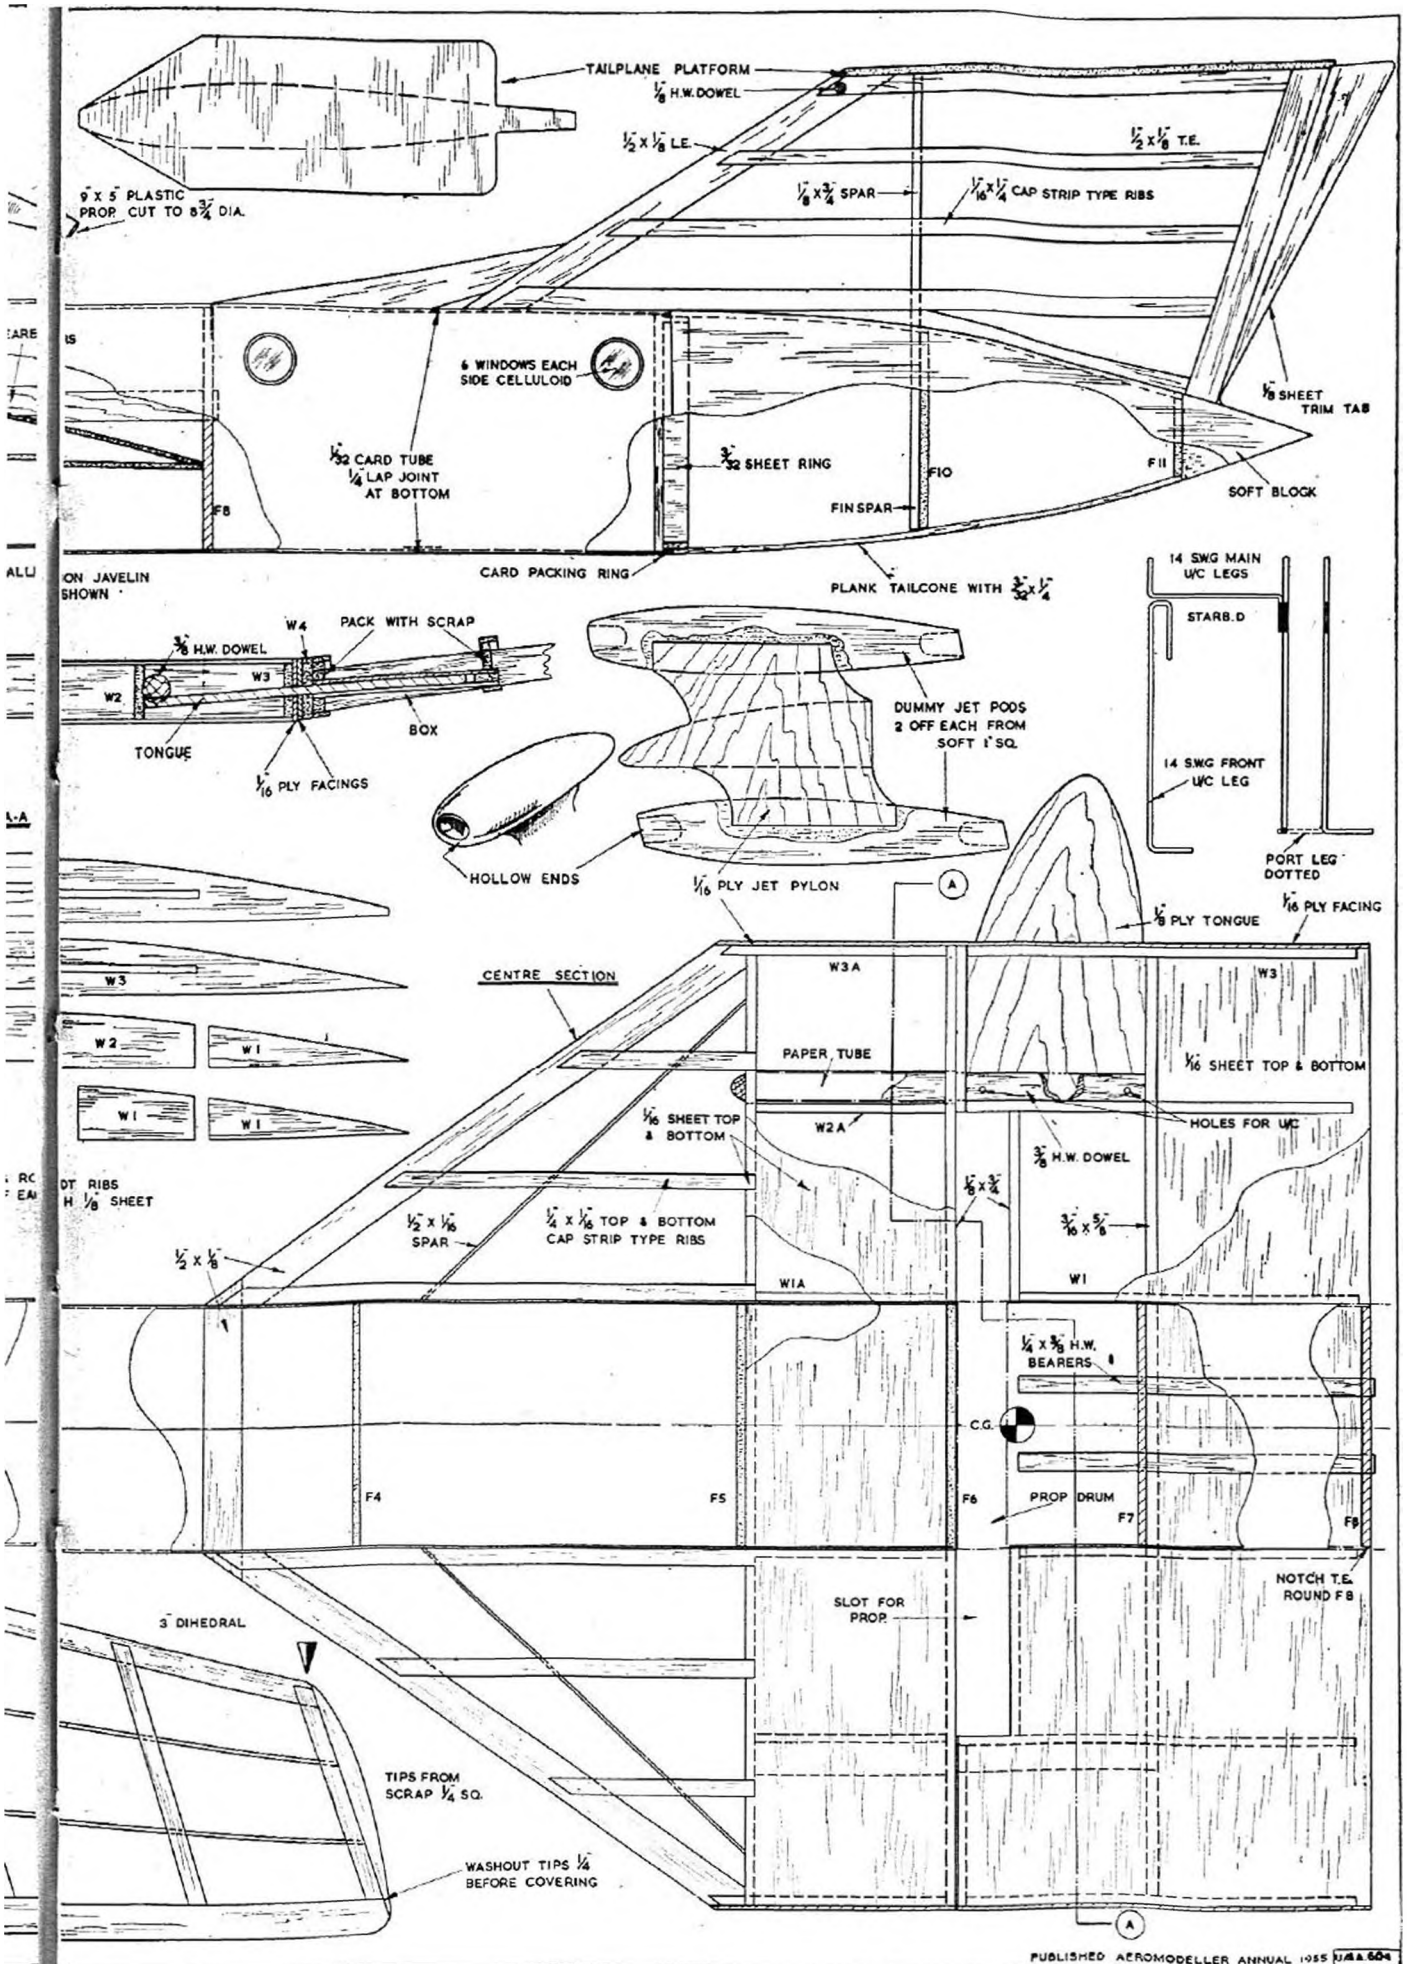 TAILPLANE PLATFORM
1/8" H.W. DOWEL
1/2" x 1/8" L.E.
1/2" x 1/8" T.E.
9" X 5" PLASTIC
PROP. CUT TO 8 3/4" DIA.
1/8" x 3/4" SPAR
1/16" x 1/4" CAP STRIP TYPE RIBS
6 WINDOWS EACH
SIDE CELLULOID
1/8" SHEET
TRIM TAB
1/32" CARD TUBE
1/4" LAP JOINT
AT BOTTOM
3/32" SHEET RING
F10
F11
SOFT BLOCK
F8
FIN SPAR
CARD PACKING RING
PLANK TAILCONE WITH 3/32" x 1/4"
ON JAVELIN
SHOWN
14 S.W.G MAIN
U/C LEGS
STARB.D
W4
PACK WITH SCRAP
3/8" H.W. DOWEL
W3
W2
BOX
TONGUE
1/16" PLY FACINGS
DUMMY JET PODS
2 OFF EACH FROM
SOFT 1" SQ.
14 S.W.G FRONT
U/C LEG
A-A
HOLLOW ENDS
1/16" PLY JET PYLON
A
PORT LEG
DOTTED
1/8" PLY TONGUE
1/16" PLY FACING
W3A
W3
CENTRE SECTION
W3
W2
W1
PAPER TUBE
1/16" SHEET TOP & BOTTOM
W1
W1
1/16" SHEET TOP
& BOTTOM
W2A
HOLES FOR U/C
3/8" H.W. DOWEL
OT RIBS
H 1/8" SHEET
1/8" x 3/4"
1/2" x 1/16"
SPAR
1/4" x 1/16" TOP & BOTTOM
CAP STRIP TYPE RIBS
3/16" x 5/8"
1/2" x 1/8"
W1A
W1
1/4" x 3/8" H.W.
BEARERS
C.G.
F4
F5
F6
PROP DRUM
F7
F8
NOTCH T.E.
ROUND F8
3" DIHEDRAL
SLOT FOR
PROP.
TIPS FROM
SCRAP 1/4" SQ.
WASHOUT TIPS 1/4"
BEFORE COVERING
A
PUBLISHED AEROMODELLER ANNUAL 1955